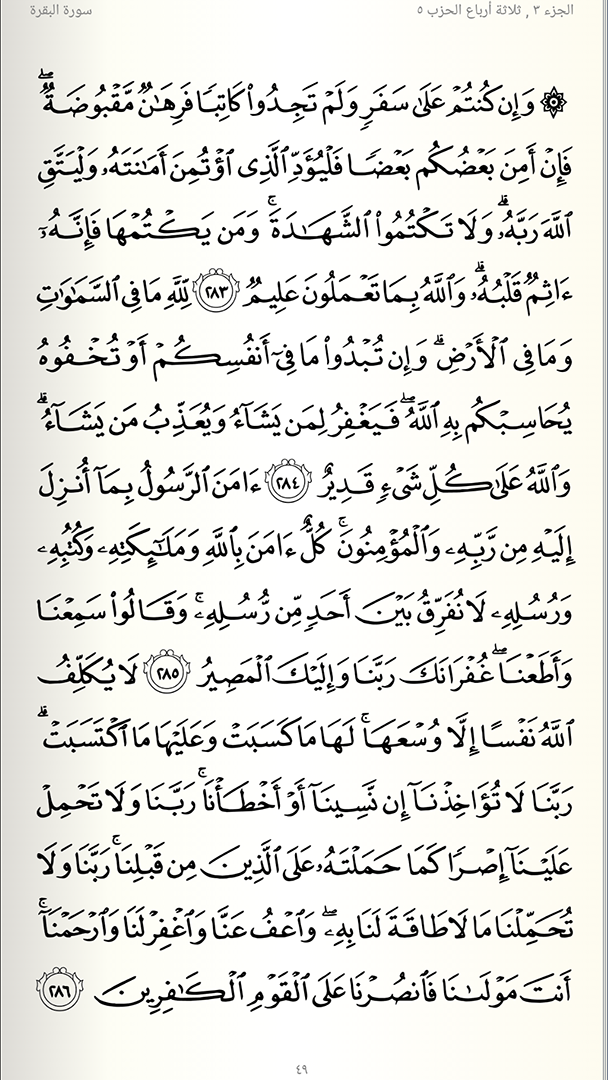 الجزء ٣ , ثلاثة أرباع الحزب ٥
سورة البقرة
۞ وَإِن كُنتُمْ عَلَىٰ سَفَرٍ وَلَمْ تَجِدُوا۟ كَاتِبًا فَرِهَـٰنٌ مَّقْبُوضَةٌ ۖ
فَإِنْ أَمِنَ بَعْضُكُم بَعْضًا فَلْيُؤَدِّ ٱلَّذِى ٱؤْتُمِنَ أَمَـٰنَتَهُۥ وَلْيَتَّقِ
ٱللَّهَ رَبَّهُۥ ۗ وَلَا تَكْتُمُوا۟ ٱلشَّهَـٰدَةَ ۚ وَمَن يَكْتُمْهَا فَإِنَّهُۥٓ
ءَاثِمٌ قَلْبُهُۥ ۗ وَٱللَّهُ بِمَا تَعْمَلُونَ عَلِيمٌ ٢٨٣ لِّلَّهِ مَا فِى ٱلسَّمَـٰوَٰتِ
وَمَا فِى ٱلْأَرْضِ ۗ وَإِن تُبْدُوا۟ مَا فِىٓ أَنفُسِكُمْ أَوْ تُخْفُوهُ
يُحَاسِبْكُم بِهِ ٱللَّهُ ۖ فَيَغْفِرُ لِمَن يَشَآءُ وَيُعَذِّبُ مَن يَشَآءُ ۗ
وَٱللَّهُ عَلَىٰ كُلِّ شَىْءٍ قَدِيرٌ ٢٨٤ ءَامَنَ ٱلرَّسُولُ بِمَآ أُنزِلَ
إِلَيْهِ مِن رَّبِّهِۦ وَٱلْمُؤْمِنُونَ ۚ كُلٌّ ءَامَنَ بِٱللَّهِ وَمَلَـٰٓئِكَتِهِۦ وَكُتُبِهِۦ
وَرُسُلِهِۦ لَا نُفَرِّقُ بَيْنَ أَحَدٍ مِّن رُّسُلِهِۦ ۚ وَقَالُوا۟ سَمِعْنَا
وَأَطَعْنَا ۖ غُفْرَانَكَ رَبَّنَا وَإِلَيْكَ ٱلْمَصِيرُ ٢٨٥ لَا يُكَلِّفُ
ٱللَّهُ نَفْسًا إِلَّا وُسْعَهَا ۚ لَهَا مَا كَسَبَتْ وَعَلَيْهَا مَا ٱكْتَسَبَتْ ۗ
رَبَّنَا لَا تُؤَاخِذْنَآ إِن نَّسِينَآ أَوْ أَخْطَأْنَا ۚ رَبَّنَا وَلَا تَحْمِلْ
عَلَيْنَآ إِصْرًا كَمَا حَمَلْتَهُۥ عَلَى ٱلَّذِينَ مِن قَبْلِنَا ۚ رَبَّنَا وَلَا
تُحَمِّلْنَا مَا لَا طَاقَةَ لَنَا بِهِۦ ۖ وَٱعْفُ عَنَّا وَٱغْفِرْ لَنَا وَٱرْحَمْنَآ ۚ
أَنتَ مَوْلَىٰنَا فَٱنصُرْنَا عَلَى ٱلْقَوْمِ ٱلْكَـٰفِرِينَ ٢٨٦
٤٩